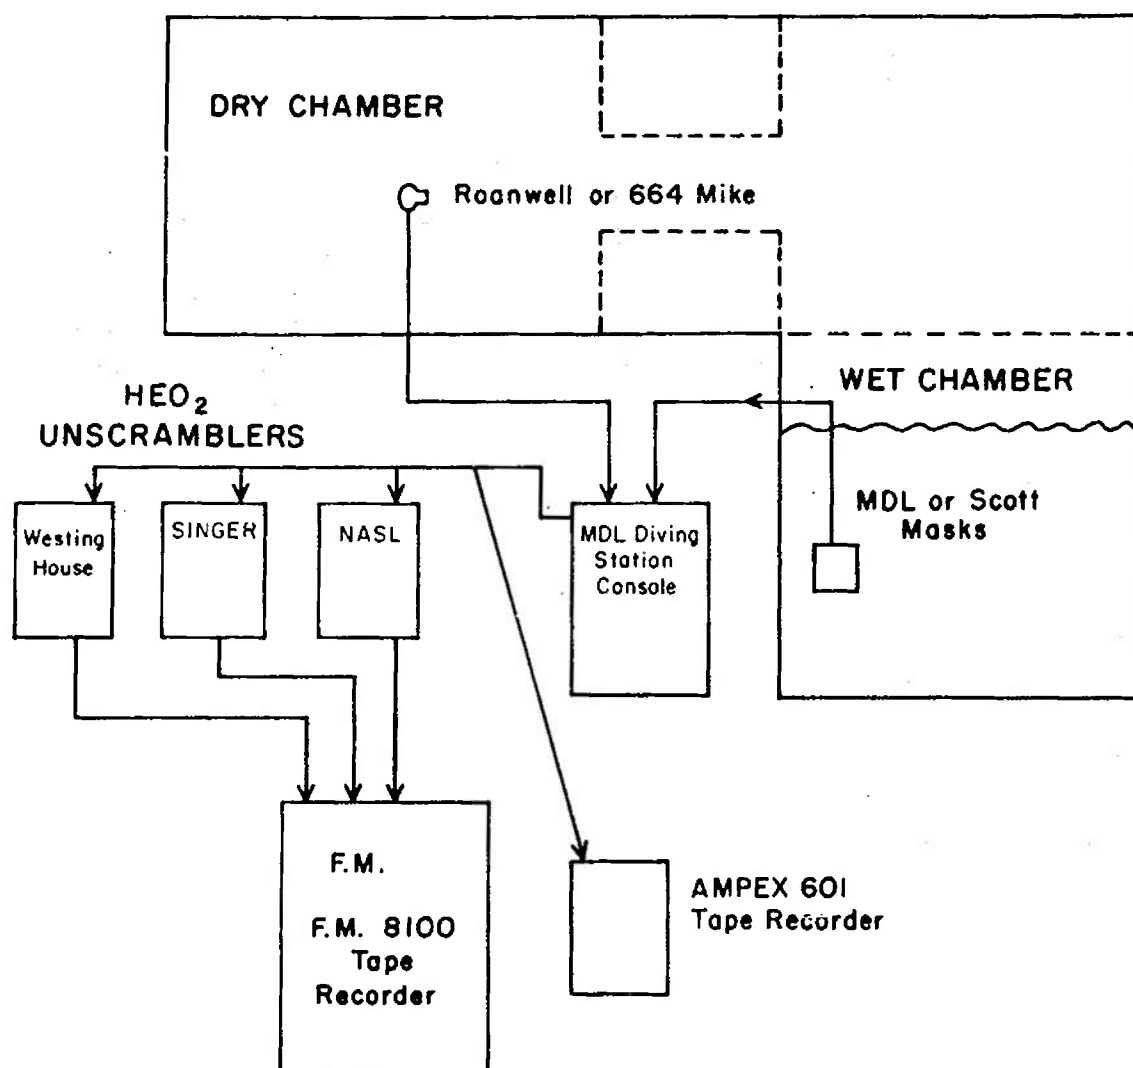 DRY CHAMBER
Roanwell or 664 Mike
WET CHAMBER
HEO₂
UNSCRAMBLERS
MDL or Scott
Masks
Westing
House
SINGER
NASL
MDL Diving
Station
Console
F.M.
F.M. 8100
Tape
Recorder
AMPEX 601
Tape Recorder